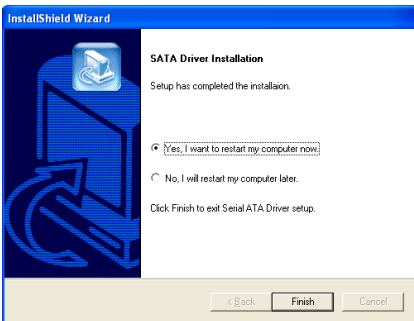 InstallShield Wizard
SATA Driver Installation
Setup has completed the installaion.
Yes, I want to restart my computer now.
No, I will restart my computer later.
Click Finish to exit Serial ATA Driver setup.
< Back Finish Cancel